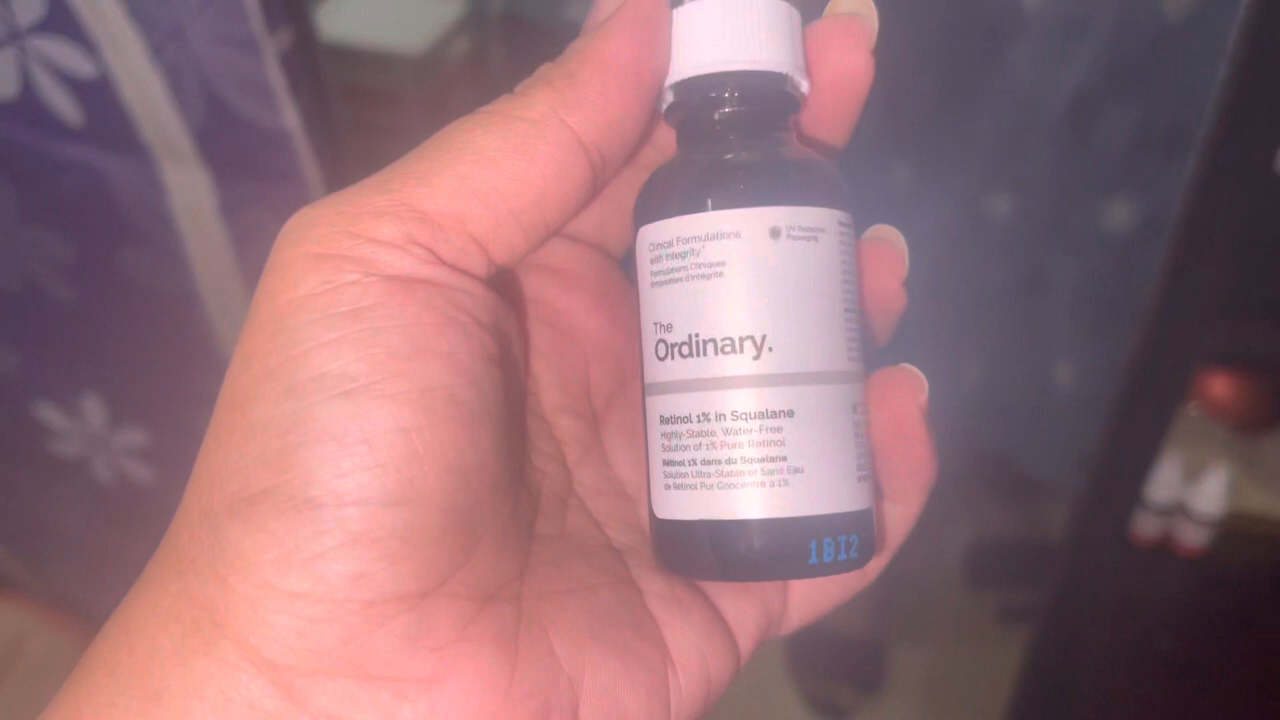 Clinical Formulations
with Integrity.†
Formulations Cliniques
Empreintes d'Intégrité
UV Protective
Packaging
The
Ordinary.
Retinol 1% in Squalane
Highly-Stable, Water-Free
Solution of 1% Pure Retinol
Rétinol 1% dans du Squalane
Solution Ultra-Stable et Sans Eau
de Rétinol Pur Concentré à 1%
1BI2